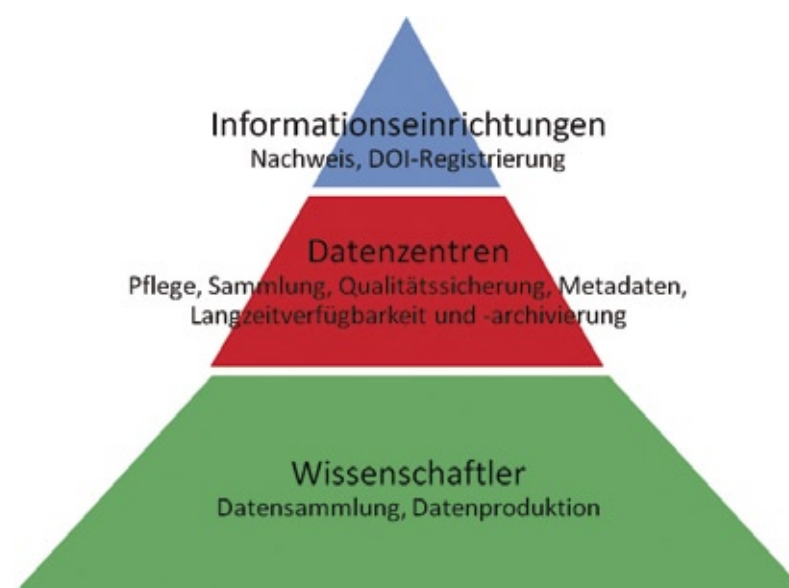 Informationseinrichtungen
Nachweis, DOI-Registrierung
Datenzentren
Pflege, Sammlung, Qualitätssicherung, Metadaten,
Langzeitverfügbarkeit und -archivierung
Wissenschaftler
Datensammlung, Datenproduktion